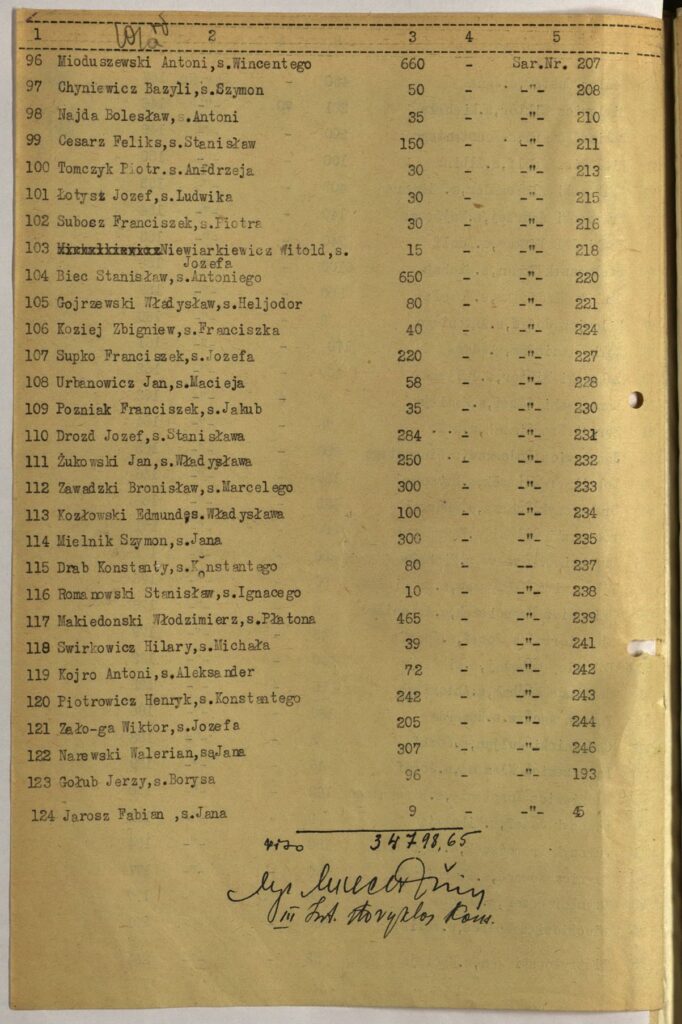 1 2 3 4 5
96 Mioduszewski Antoni,s.Wincentego 660 - Sar.Nr. 207
97 Chyniewicz Bazyli,s.Szymon 50 - -"- 208
98 Najda Bolesław,s.Antoni 35 - -"- 210
99 Cesarz Feliks,s.Stanisław 150 - -"- 211
100 Tomczyk Piotr.s.Andrzeja 30 - -"- 213
101 Łotysz Jozef,s.Ludwika 30 - -"- 215
102 Subocz Franciszek,s.Piotra 30 - -"- 216
103 Niewiarkiewicz Witold,s. 15 - -"- 218
Jozefa
104 Biec Stanisław,s.Antoniego 650 - -"- 220
105 Gojrzewski Władysław,s.Heljodor 80 - -"- 221
106 Koziej Zbigniew,s.Franciszka 40 - -"- 224
107 Supko Franciszek,s.Jozefa 220 - -"- 227
108 Urbanowicz Jan,s.Macieja 58 - -"- 228
109 Pozniak Franciszek,s.Jakub 35 - -"- 230
110 Drozd Jozef,s.Stanisława 284 - -"- 231
111 Żukowski Jan,s.Władysława 250 - -"- 232
112 Zawadzki Bronisław,s.Marcelego 300 - -"- 233
113 Kozłowski Edmund,s.Władysława 100 - -"- 234
114 Mielnik Szymon,s.Jana 300 - -"- 235
115 Drab Konstanty,s.Konstantego 80 - -- 237
116 Romanowski Stanisław,s.Ignacego 10 - -"- 238
117 Makiedonski Włodzimierz,s.Płatona 465 - -"- 239
118 Swirkowicz Hilary,s.Michała 39 - -"- 241
119 Kojro Antoni,s.Aleksander 72 - -"- 242
120 Piotrowicz Henryk,s.Konstantego 242 - -"- 243
121 Zało-ga Wiktor,s.Jozefa 205 - -"- 244
122 Narewski Walerian,sąJana 307 - -"- 246
123 Gołub Jerzy,s.Borysa 96 - -"- 193
124 Jarosz Fabian ,s.Jana 9 - -"- 45
viso 34798,65
III